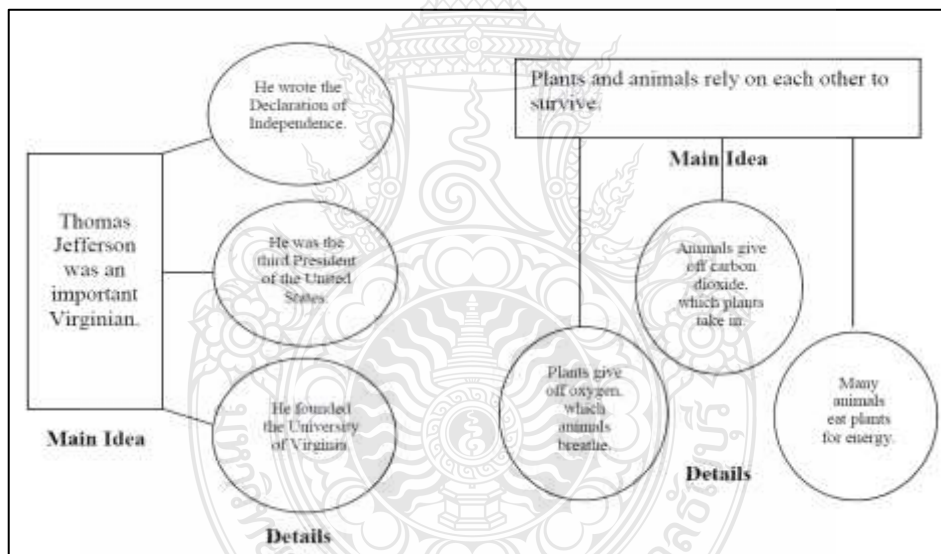 Thomas
Jefferson
was an
important
Virginian.
Main Idea
He wrote the
Declaration of
Independence.
He was the
third President
of the United
States.
He founded
the University
of Virginia.
Details
Plants and animals rely on each other to
survive.
Main Idea
Plants give
off oxygen,
which
animals
breathe.
Animals give
off carbon
dioxide,
which plants
take in.
Many
animals
eat plants
for energy.
Details